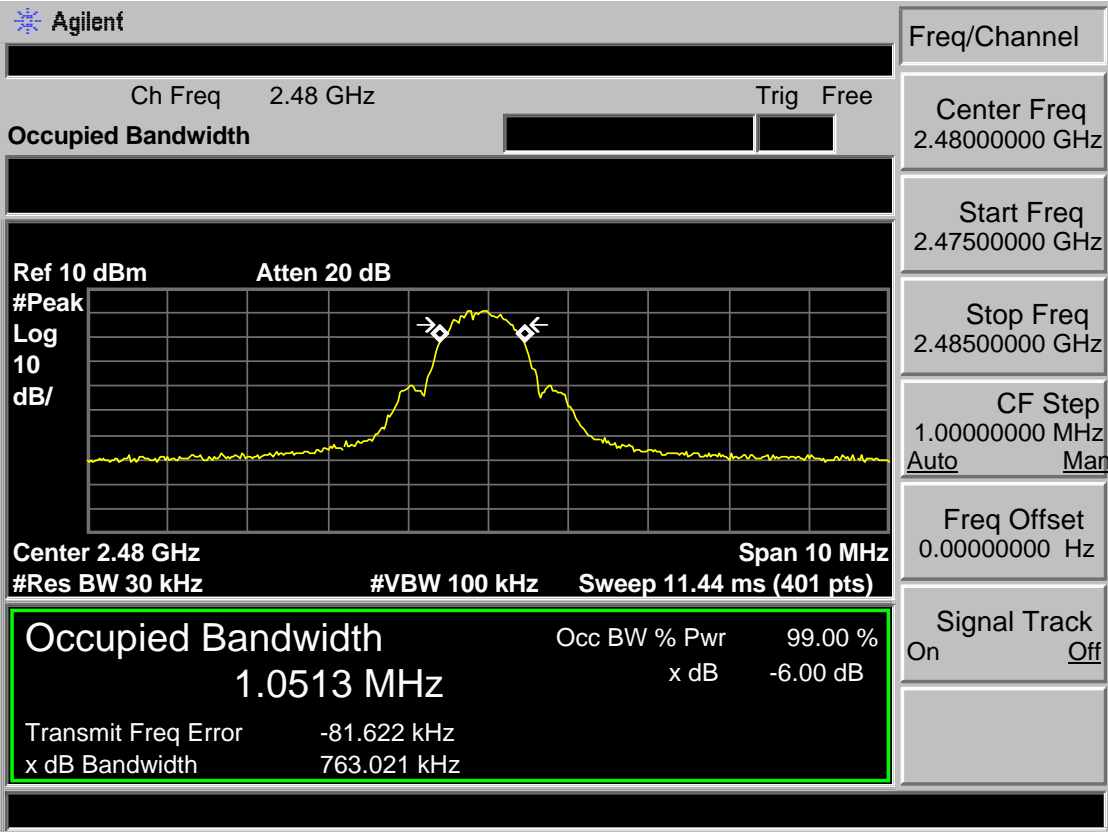 Agilent
Freq/Channel
Ch Freq 2.48 GHz Trig Free
Occupied Bandwidth
Center Freq
2.48000000 GHz
Start Freq
2.47500000 GHz
Stop Freq
2.48500000 GHz
CF Step
1.00000000 MHz
Auto Man
Freq Offset
0.00000000 Hz
Signal Track
On Off
Ref 10 dBm Atten 20 dB
#Peak
Log
10
dB/
Center 2.48 GHz Span 10 MHz
#Res BW 30 kHz #VBW 100 kHz Sweep 11.44 ms (401 pts)
Occupied Bandwidth Occ BW % Pwr 99.00 %
1.0513 MHz x dB -6.00 dB
Transmit Freq Error -81.622 kHz
x dB Bandwidth 763.021 kHz